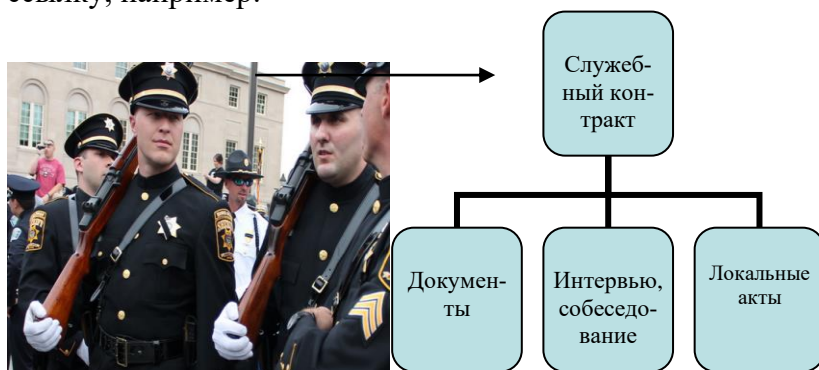 Служеб-
ный кон-
тракт
Докумен-
ты
Интервью,
собеседо-
вание
Локальные
акты